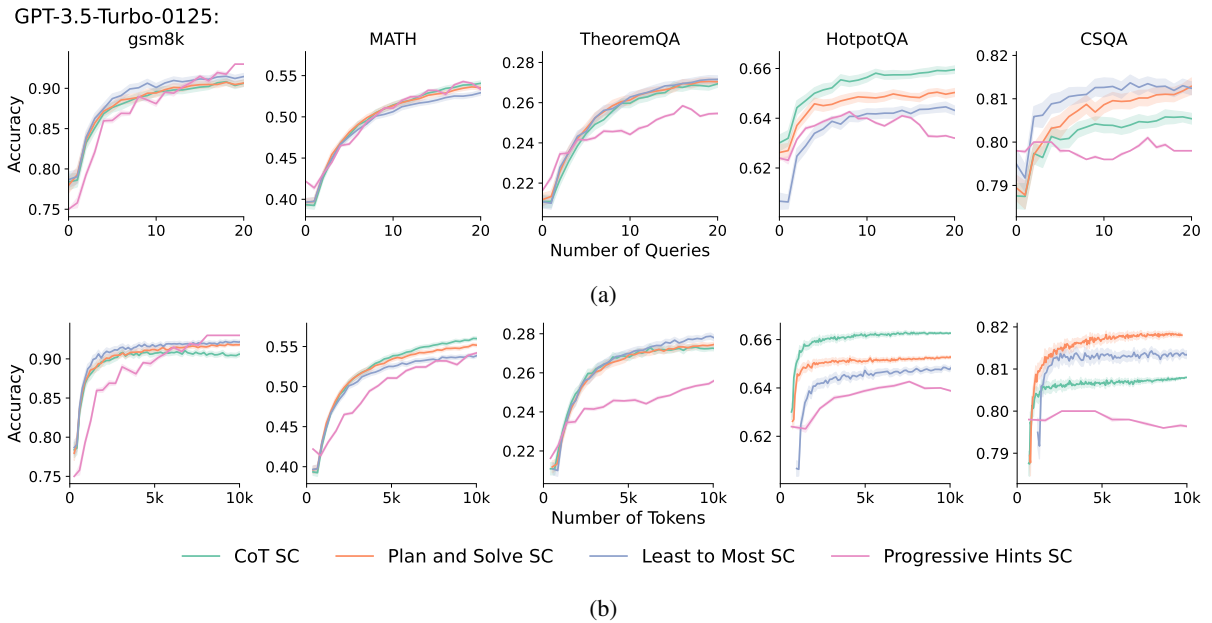 GPT-3.5-Turbo-0125:
gsm8k MATH TheoremQA HotpotQA CSQA
Accuracy
0.90
0.85
0.80
0.75
0 10 20
0.55
0.50
0.45
0.40
0 10 20
0.28
0.26
0.24
0.22
0 10 20
0.66
0.64
0.62
0 10 20
0.82
0.81
0.80
0.79
0 10 20
Number of Queries
(a)
Accuracy
0.90
0.85
0.80
0.75
0 5k 10k
0.55
0.50
0.45
0.40
0 5k 10k
0.28
0.26
0.24
0.22
0 5k 10k
0.66
0.64
0.62
0 5k 10k
0.82
0.81
0.80
0.79
0 5k 10k
Number of Tokens
CoT SC Plan and Solve SC Least to Most SC Progressive Hints SC
(b)